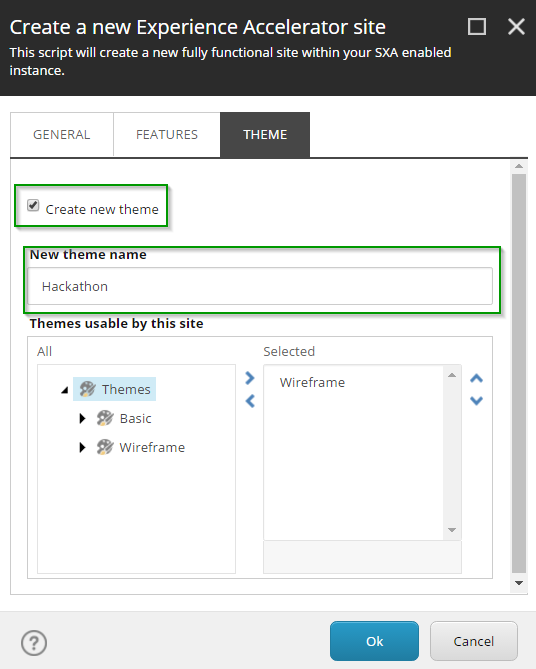 Create a new Experience Accelerator site
This script will create a new fully functional site within your SXA enabled
instance.
GENERAL
FEATURES
THEME
Create new theme
New theme name
Hackathon
Themes usable by this site
All
Selected
Themes
Wireframe
Basic
Wireframe
?
Ok
Cancel